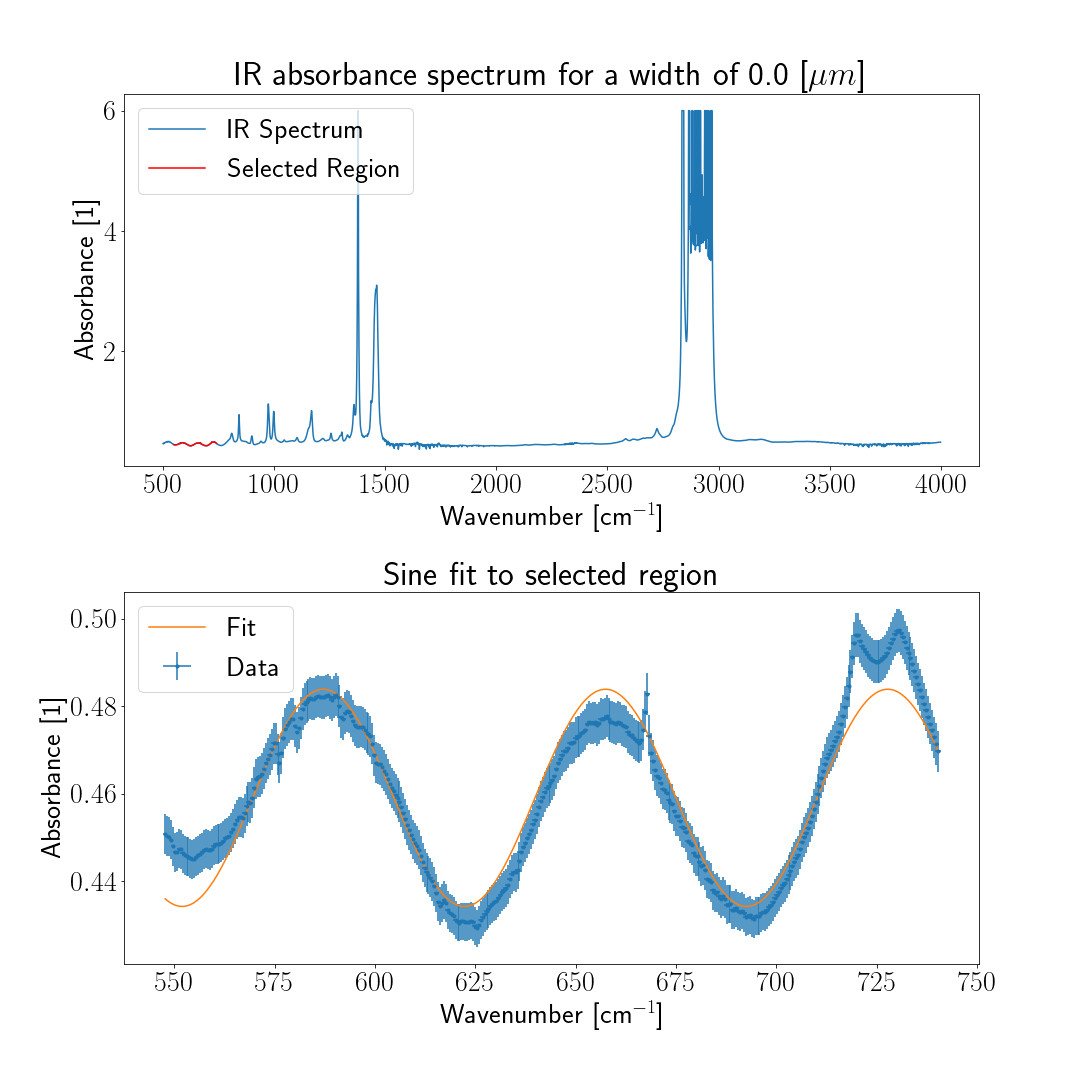 IR absorbance spectrum for a width of 0.0 [μm]
6
4
2
Absorbance [1]
IR Spectrum
Selected Region
500 1000 1500 2000 2500 3000 3500 4000
Wavenumber [cm⁻¹]
Sine fit to selected region
0.50
0.48
0.46
0.44
Absorbance [1]
Fit
Data
550 575 600 625 650 675 700 725 750
Wavenumber [cm⁻¹]